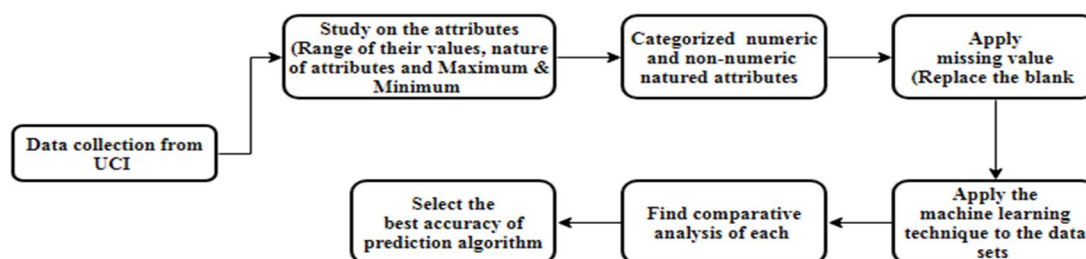 Data collection from
UCI
Study on the attributes
(Range of their values, nature
of attributes and Maximum &
Minimum
Categorized numeric
and non-numeric
natured attributes
Apply
missing value
(Replace the blank
Apply the
machine learning
technique to the data
sets
Find comparative
analysis of each
Select the
best accuracy of
prediction algorithm